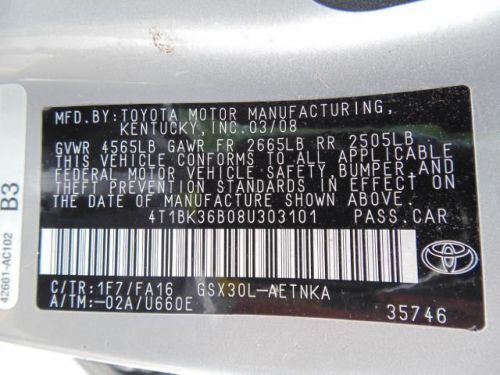 MFD.BY:TOYOTA MOTOR MANUFACTURING,
KENTUCKY,INC.03/08
GVWR 4565LB GAWR FR 2665LB RR 2505LB
THIS VEHICLE CONFORMS TO ALL APPLICABLE
FEDERAL MOTOR VEHICLE SAFETY,BUMPER,AND
THEFT PREVENTION STANDARDS IN EFFECT ON
THE DATE OF MANUFACTURE SHOWN ABOVE.
4T1BK36B08U303101 PASS.CAR
C/TR:1F7/FA16 GSX30L-AETNKA
A/TM:-02A/U660E 35746
TOYOTA
B3
42661-AC102